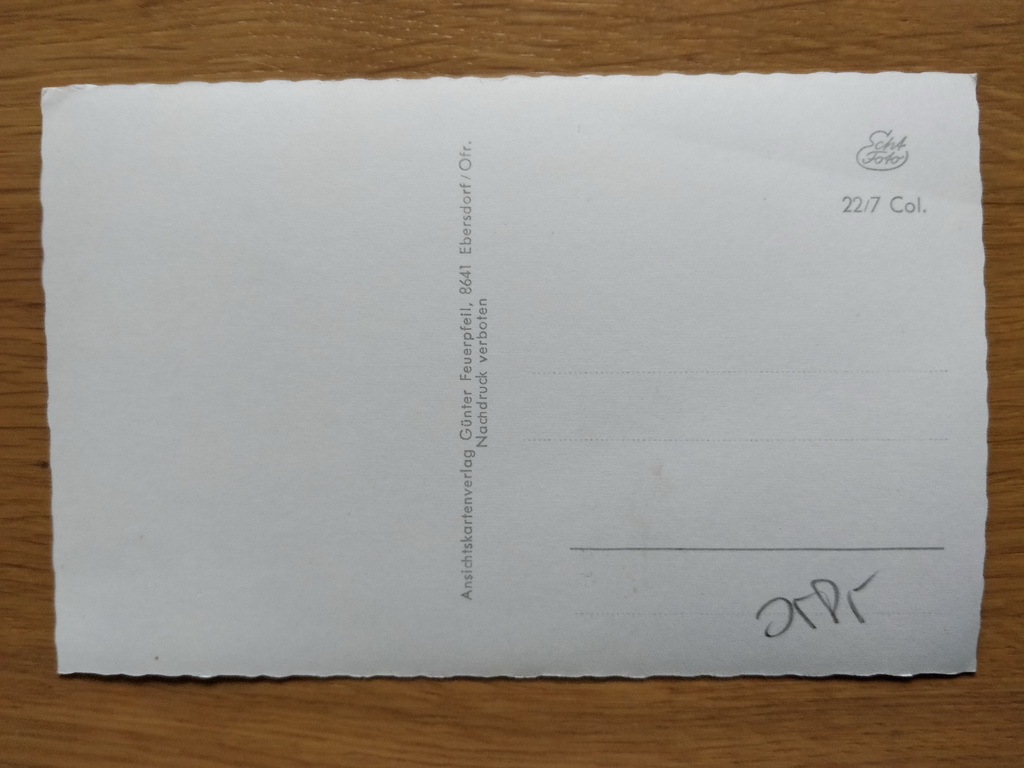 Ansichtskartenverlag Günter Feuerpfeil, 8641 Ebersdorf/Ofr.
Nachdruck verboten
Echt
Foto
22/7 Col.